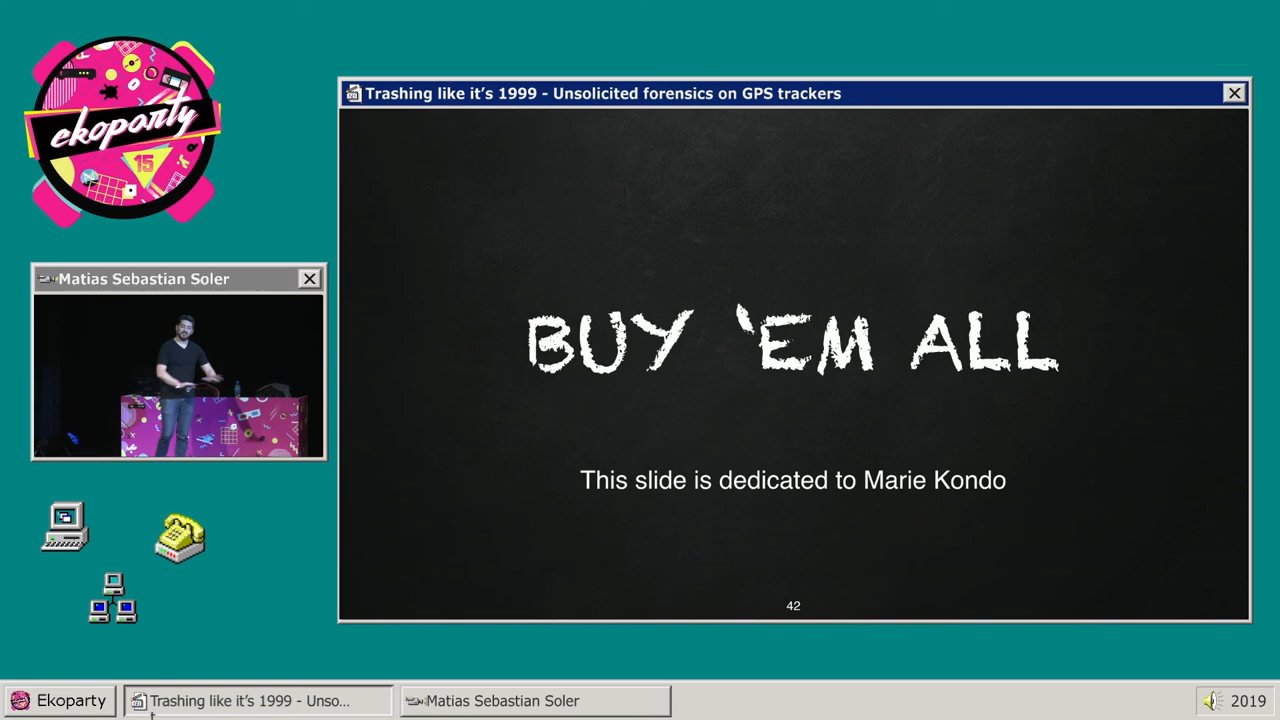 ekoparty
15
Trashing like it's 1999 - Unsolicited forensics on GPS trackers
Matias Sebastian Soler
BUY 'EM ALL
This slide is dedicated to Marie Kondo
42
Ekoparty
Trashing like it's 1999 - Unso...
Matias Sebastian Soler
2019